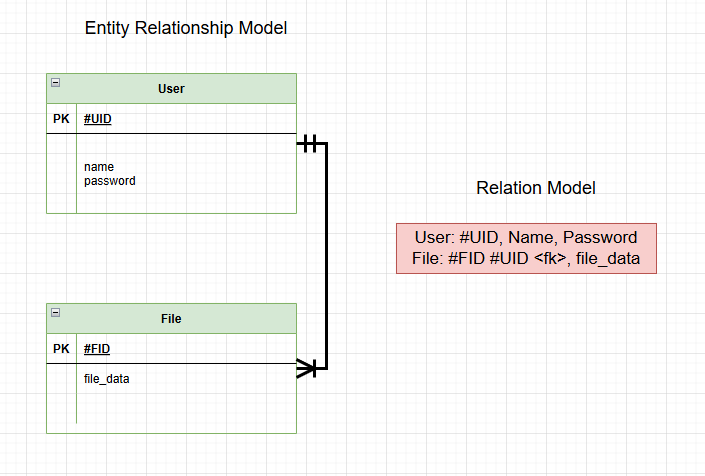 Entity Relationship Model
User
PK #UID
name
password
Relation Model
User: #UID, Name, Password
File: #FID #UID <fk>, file_data
File
PK #FID
file_data